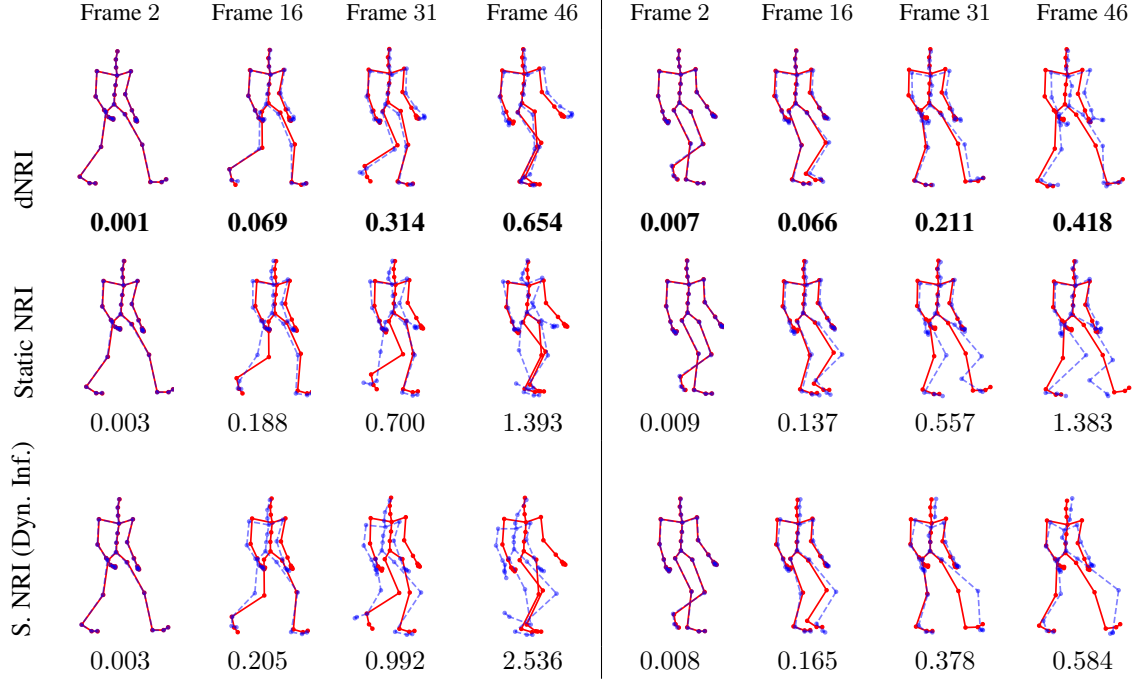 Frame 2 Frame 16 Frame 31 Frame 46 Frame 2 Frame 16 Frame 31 Frame 46
dNRI
0.001 0.069 0.314 0.654 0.007 0.066 0.211 0.418
Static NRI
0.003 0.188 0.700 1.393 0.009 0.137 0.557 1.383
S. NRI (Dyn. Inf.)
0.003 0.205 0.992 2.536 0.008 0.165 0.378 0.584